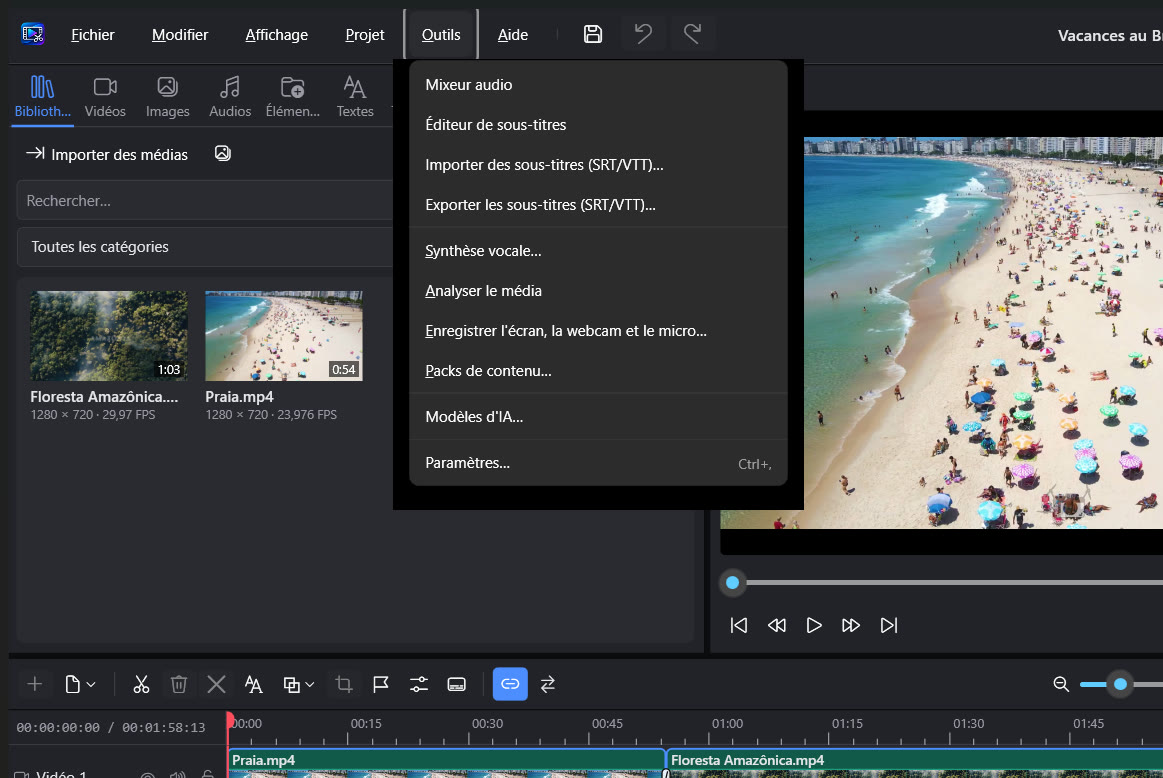 Fichier
Modifier
Affichage
Projet
Outils
Aide
Vacances au
Biblioth...
Vidéos
Images
Audios
Élémen...
Textes
Importer des médias
Rechercher...
Toutes les catégories
1:03
0:54
Floresta Amazônica....
Praia.mp4
1280 × 720 · 29,97 FPS
1280 × 720 · 23,976 FPS
Mixeur audio
Éditeur de sous-titres
Importer des sous-titres (SRT/VTT)...
Exporter les sous-titres (SRT/VTT)...
Synthèse vocale...
Analyser le média
Enregistrer l'écran, la webcam et le micro...
Packs de contenu...
Modèles d'IA...
Paramètres...
Ctrl+,
00:00:00:00 / 00:01:58:13
00:00
00:15
00:30
00:45
01:00
01:15
01:30
01:45
Praia.mp4
Floresta Amazônica.mp4
Vidéo 1